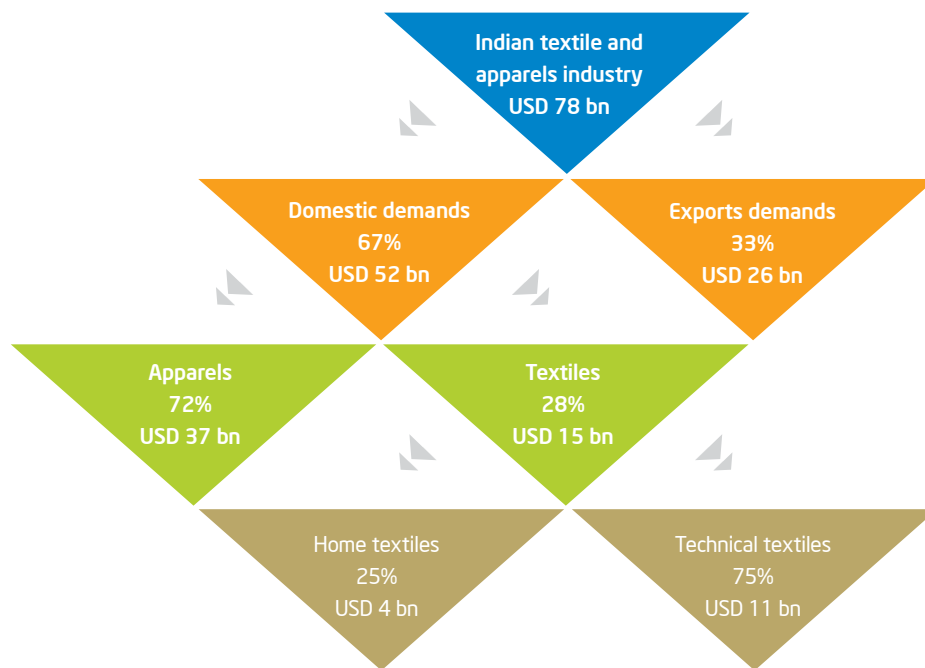 Indian textile and
apparels industry
USD 78 bn
Domestic demands
67%
USD 52 bn
Exports demands
33%
USD 26 bn
Apparels
72%
USD 37 bn
Textiles
28%
USD 15 bn
Home textiles
25%
USD 4 bn
Technical textiles
75%
USD 11 bn